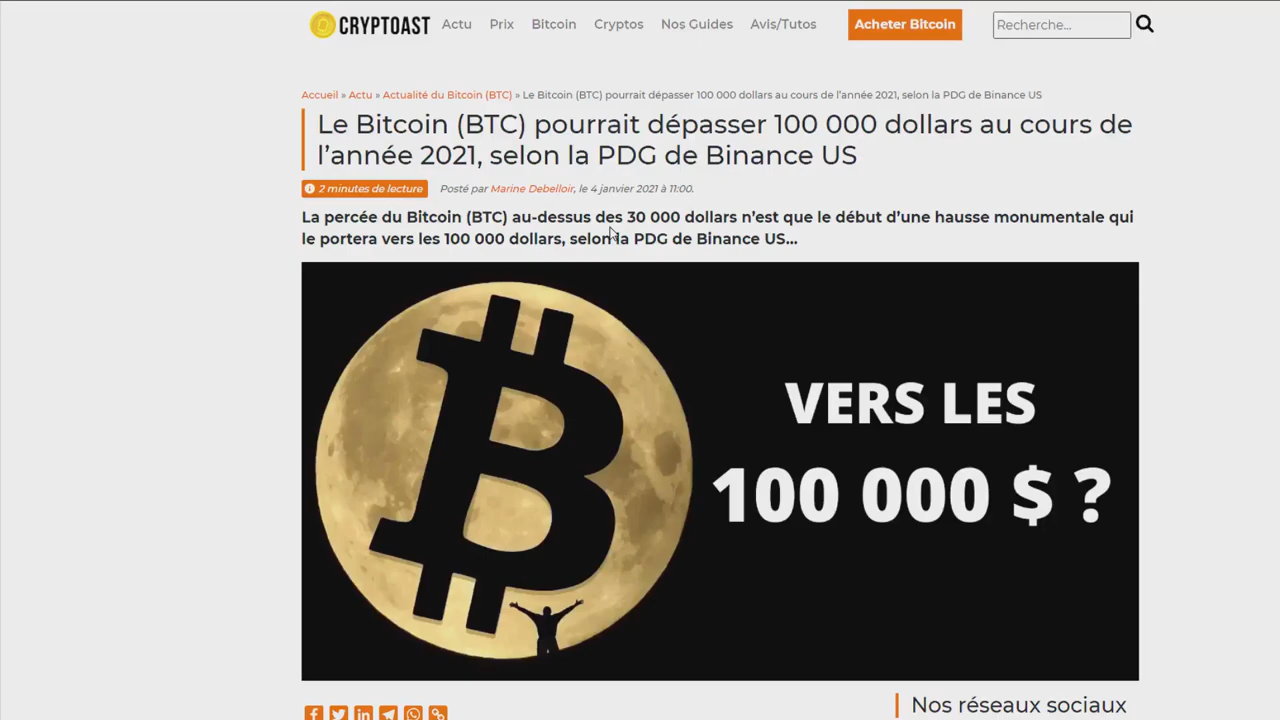 CRYPTOAST Actu Prix Bitcoin Cryptos Nos Guides Avis/Tutos Acheter Bitcoin Recherche...
Accueil » Actu » Actualité du Bitcoin (BTC) » Le Bitcoin (BTC) pourrait dépasser 100 000 dollars au cours de l'année 2021, selon la PDG de Binance US
Le Bitcoin (BTC) pourrait dépasser 100 000 dollars au cours de
l'année 2021, selon la PDG de Binance US
2 minutes de lecture Posté par Marine Debelloir, le 4 janvier 2021 à 11:00.
La percée du Bitcoin (BTC) au-dessus des 30 000 dollars n'est que le début d'une hausse monumentale qui
le portera vers les 100 000 dollars, selon la PDG de Binance US...
VERS LES
100 000 $ ?
Nos réseaux sociaux